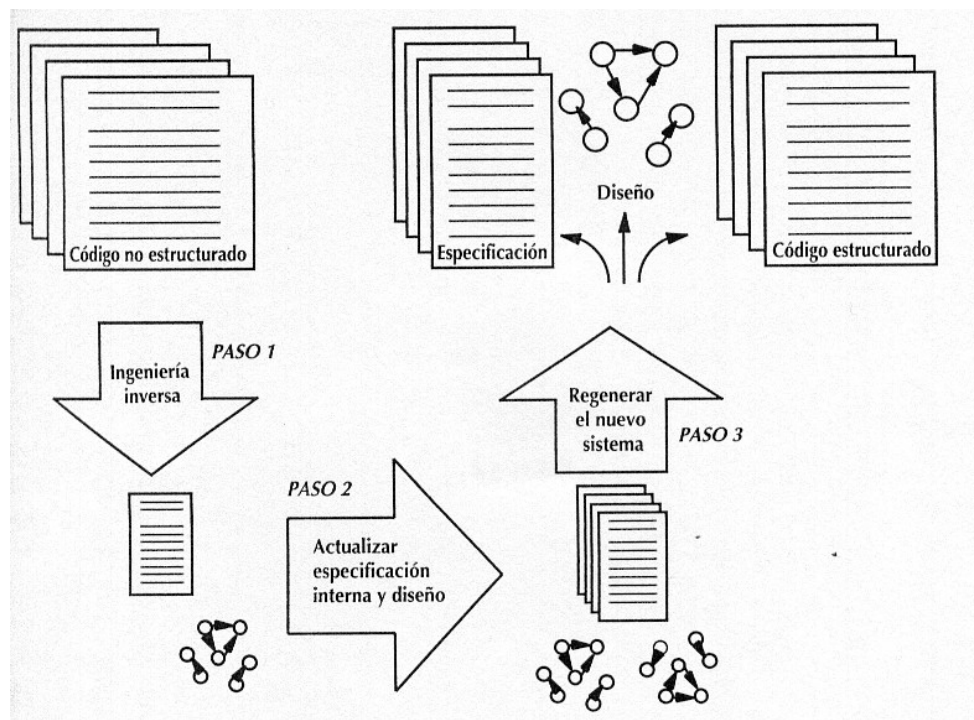 Código no estructurado
PASO 1
Ingeniería
inversa
PASO 2
Actualizar
especificación
interna y diseño
Regenerar
el nuevo
sistema
PASO 3
Especificación
Diseño
Código estructurado